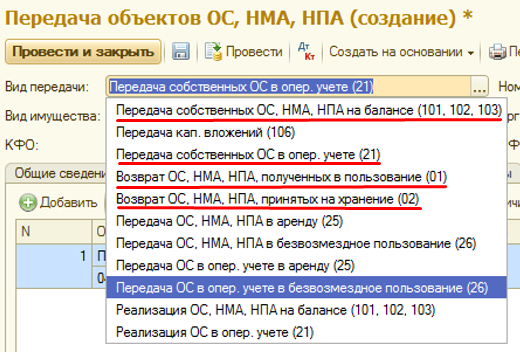 Передача объектов ОС, НМА, НПА (создание) *
Провести и закрыть Провести Дт Кт Создать на основании
Вид передачи: Передача собственных ОС в опер. учете (21) ...
Вид имущества: Передача собственных ОС, НМА, НПА на балансе (101, 102, 103)
Передача кап. вложений (106)
КФО: Передача собственных ОС в опер. учете (21)
Общие сведени Возврат ОС, НМА, НПА, полученных в пользование (01)
Добавить Возврат ОС, НМА, НПА, принятых на хранение (02)
N Передача ОС, НМА, НПА в аренду (25)
1 Передача ОС, НМА, НПА в безвозмездное пользование (26)
Передача ОС в опер. учете в аренду (25)
Передача ОС в опер. учете в безвозмездное пользование (26)
Реализация ОС, НМА, НПА на балансе (101, 102, 103)
Реализация ОС в опер. учете (21)